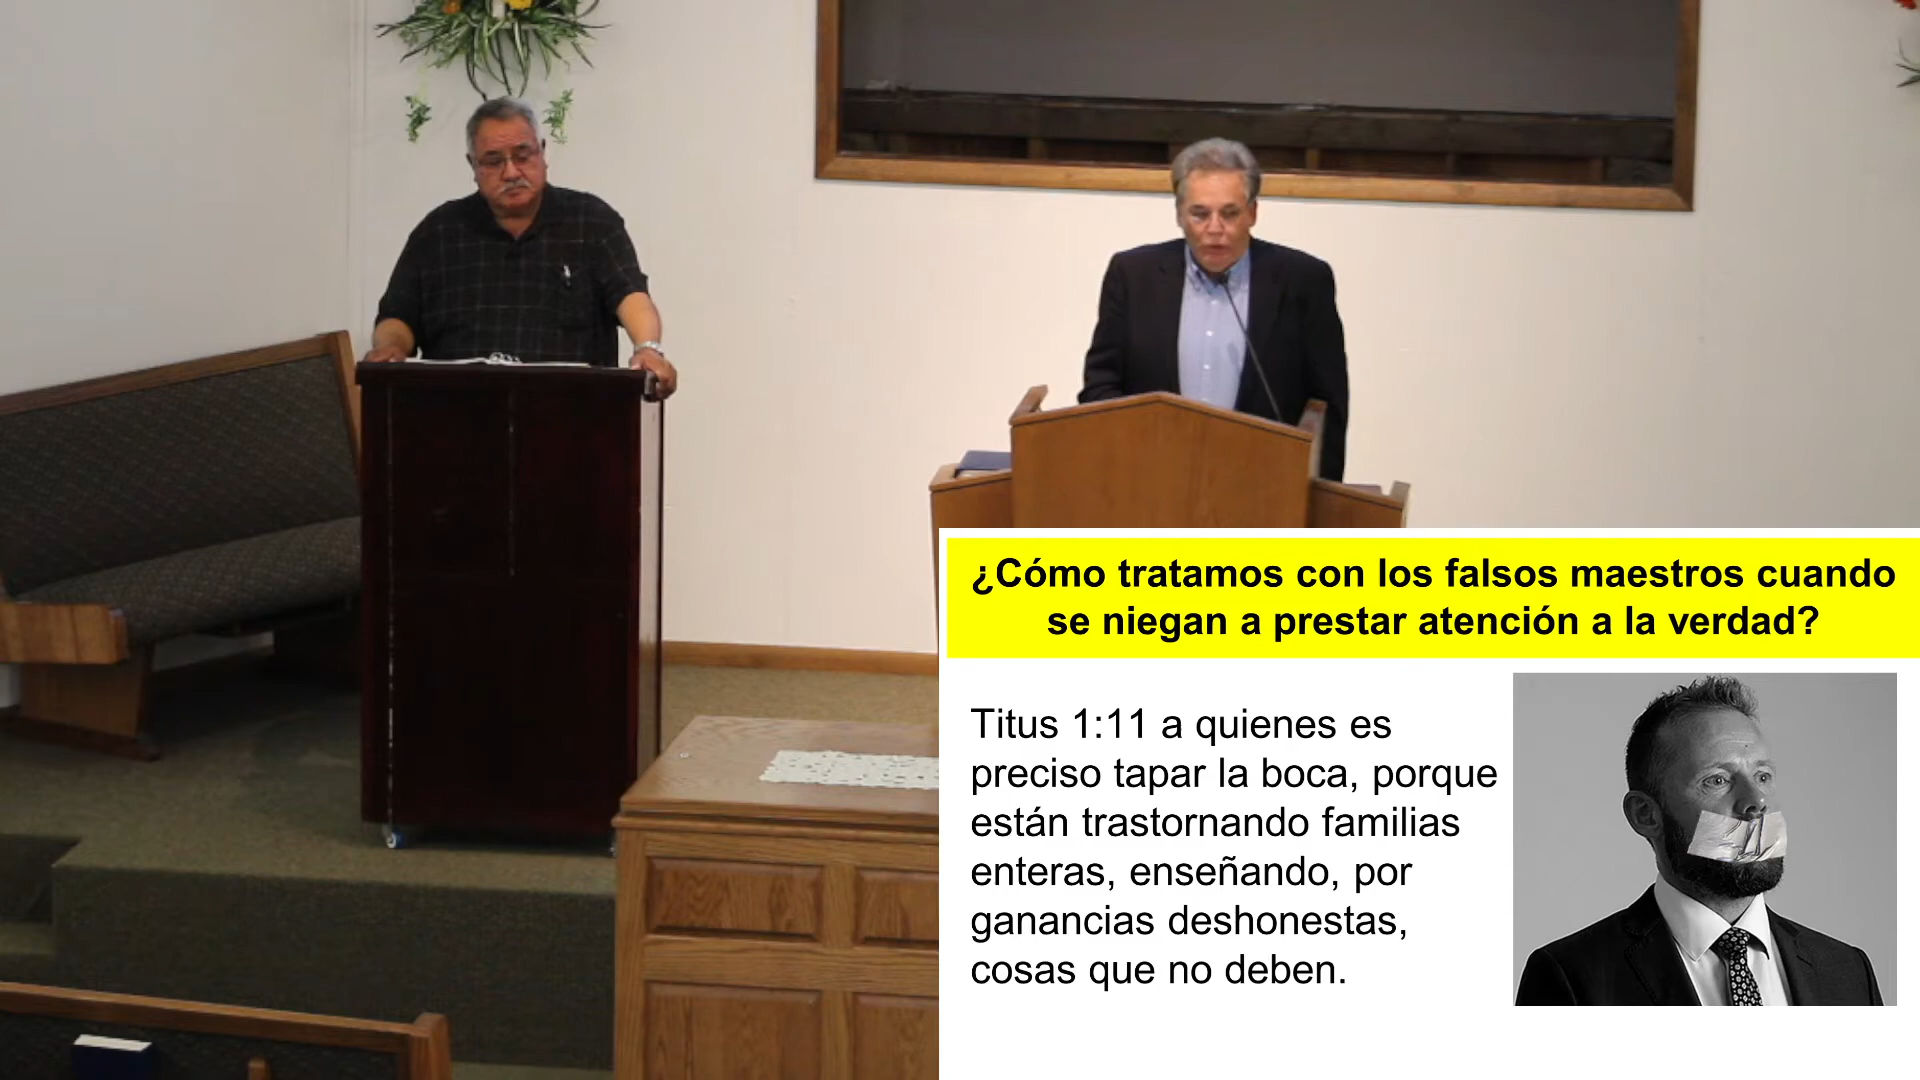 ¿Cómo tratamos con los falsos maestros cuando
se niegan a prestar atención a la verdad?
Titus 1:11 a quienes es
preciso tapar la boca, porque
están trastornando familias
enteras, enseñando, por
ganancias deshonestas,
cosas que no deben.